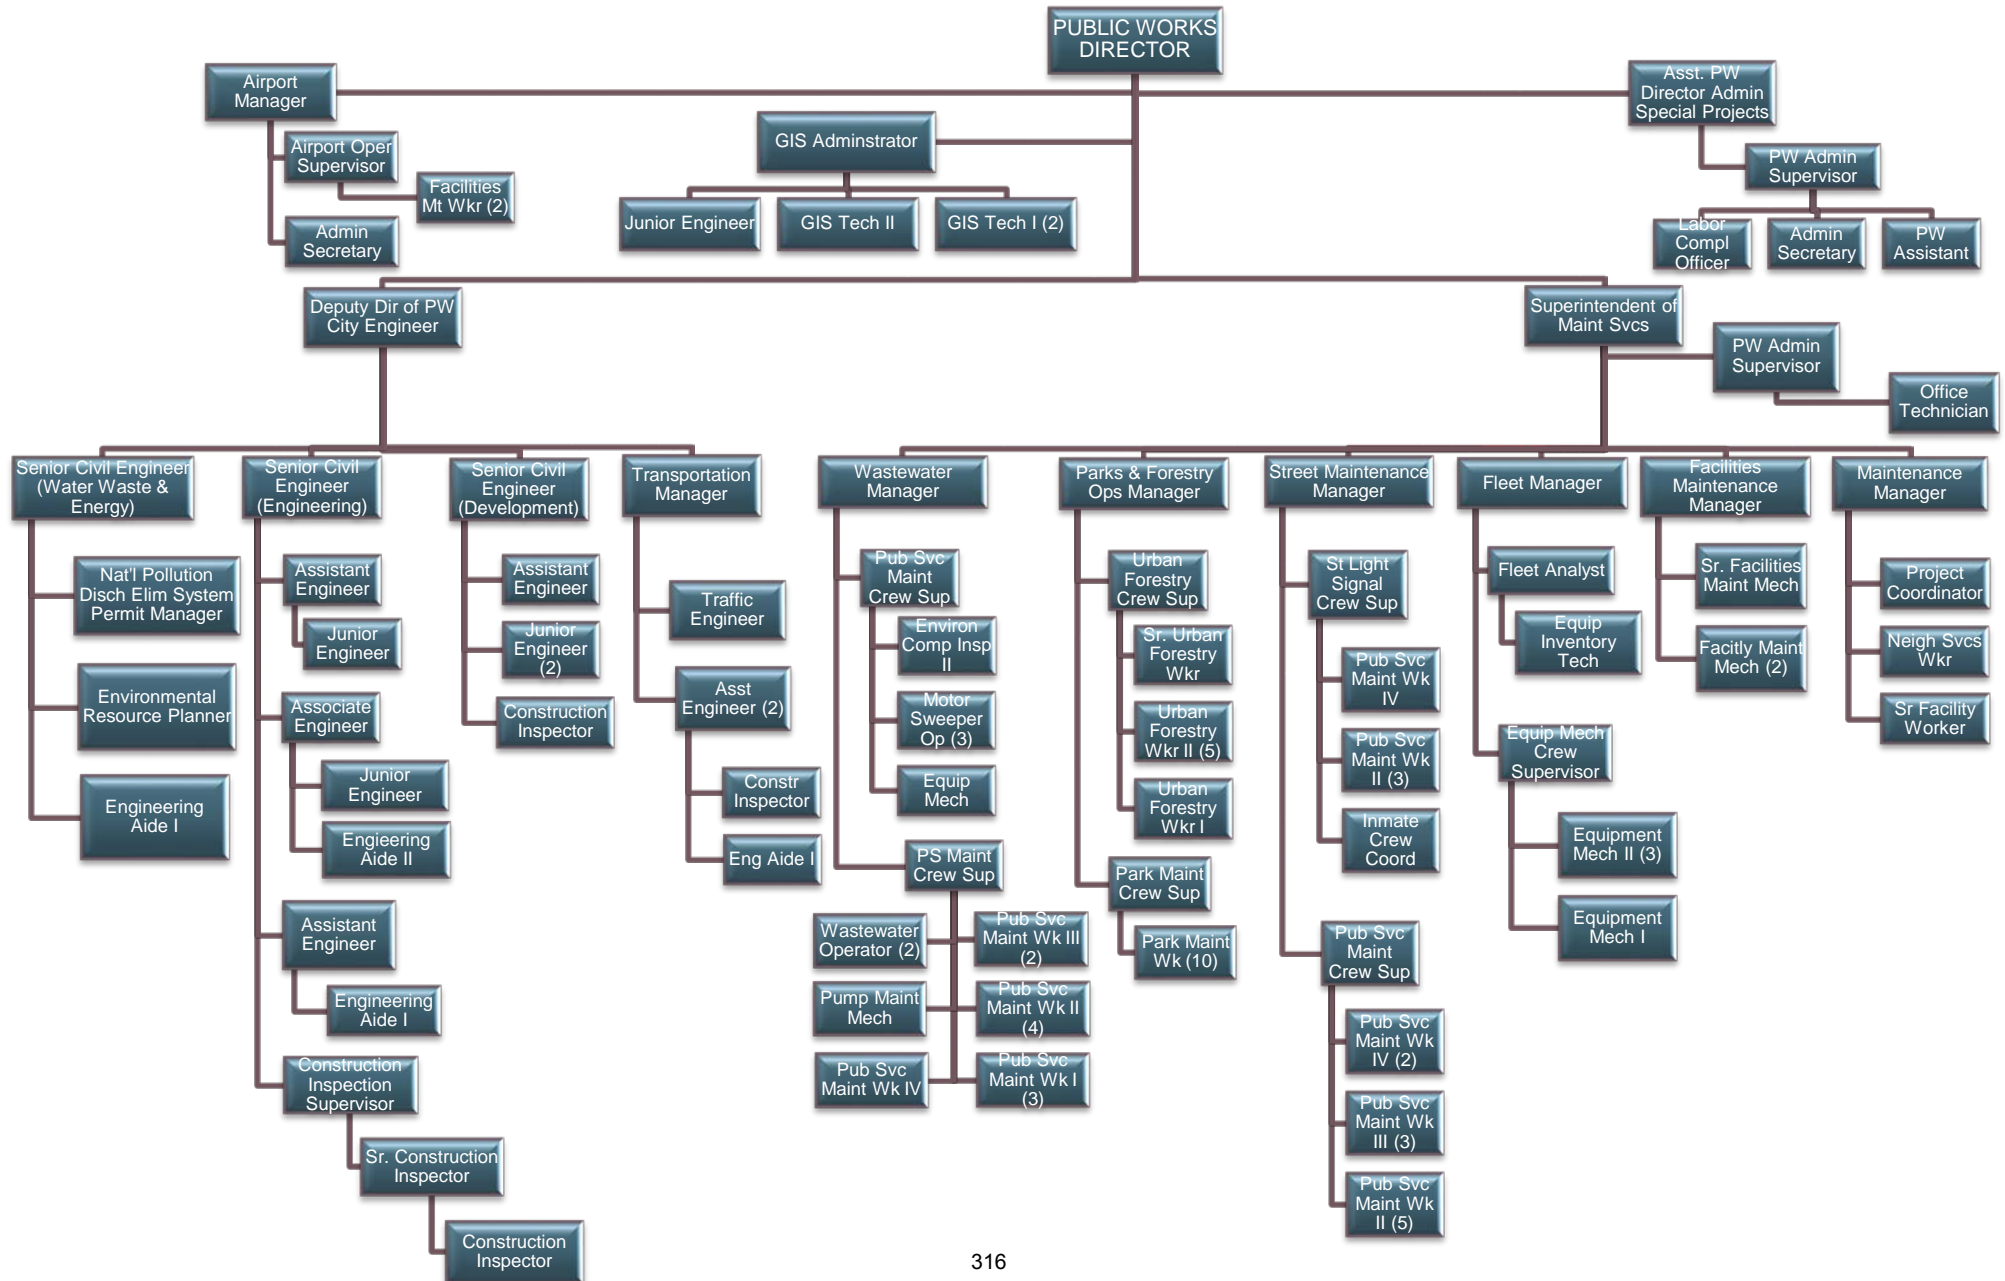 PUBLIC WORKS
DIRECTOR
Airport
Manager
Airport Oper
Supervisor
Facilities
Mt Wkr (2)
Admin
Secretary
GIS Adminstrator
Junior Engineer
GIS Tech II
GIS Tech I (2)
Asst. PW
Director Admin
Special Projects
PW Admin
Supervisor
Labor
Compl
Officer
Admin
Secretary
PW
Assistant
Deputy Dir of PW
City Engineer
Superintendent of
Maint Svcs
PW Admin
Supervisor
Office
Technician
Senior Civil Engineer
(Water Waste &
Energy)
Nat'l Pollution
Disch Elim System
Permit Manager
Environmental
Resource Planner
Engineering
Aide I
Senior Civil
Engineer
(Engineering)
Assistant
Engineer
Junior
Engineer
Associate
Engineer
Junior
Engineer
Engieering
Aide II
Assistant
Engineer
Engineering
Aide I
Construction
Inspection
Supervisor
Sr. Construction
Inspector
Construction
Inspector
Senior Civil
Engineer
(Development)
Assistant
Engineer
Junior
Engineer
(2)
Construction
Inspector
Transportation
Manager
Traffic
Engineer
Asst
Engineer (2)
Constr
Inspector
Eng Aide I
Wastewater
Manager
Pub Svc
Maint
Crew Sup
Environ
Comp Insp
II
Motor
Sweeper
Op (3)
Equip
Mech
PS Maint
Crew Sup
Wastewater
Operator (2)
Pub Svc
Maint Wk III
(2)
Pump Maint
Mech
Pub Svc
Maint Wk II
(4)
Pub Svc
Maint Wk IV
Pub Svc
Maint Wk I
(3)
Parks & Forestry
Ops Manager
Urban
Forestry
Crew Sup
Sr. Urban
Forestry
Wkr
Urban
Forestry
Wkr II (5)
Urban
Forestry
Wkr I
Park Maint
Crew Sup
Park Maint
Wk (10)
Street Maintenance
Manager
St Light
Signal
Crew Sup
Pub Svc
Maint Wk
IV
Pub Svc
Maint Wk
II (3)
Inmate
Crew
Coord
Pub Svc
Maint
Crew Sup
Pub Svc
Maint Wk
IV (2)
Pub Svc
Maint Wk
III (3)
Pub Svc
Maint Wk
II (5)
Fleet Manager
Fleet Analyst
Equip
Inventory
Tech
Equip Mech
Crew
Supervisor
Equipment
Mech II (3)
Equipment
Mech I
Facilities
Maintenance
Manager
Sr. Facilities
Maint Mech
Facitly Maint
Mech (2)
Maintenance
Manager
Project
Coordinator
Neigh Svcs
Wkr
Sr Facility
Worker
316